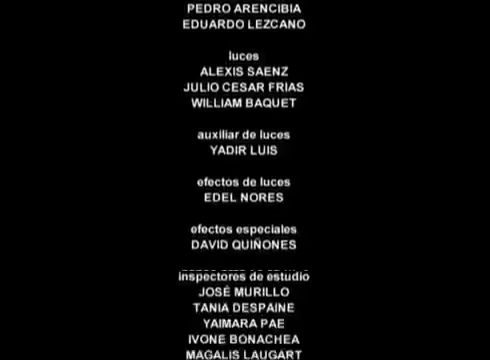 PEDRO ARENCIBIA
EDUARDO LEZCANO
luces
ALEXIS SAENZ
JULIO CESAR FRIAS
WILLIAM BAQUET
auxiliar de luces
YADIR LUIS
efectos de luces
EDEL NORES
efectos especiales
DAVID QUIÑONES
inspectores de estudio
JOSÉ MURILLO
TANIA DESPAINE
YAIMARA PAE
IVONE BONACHEA
MAGALIS LAUGART